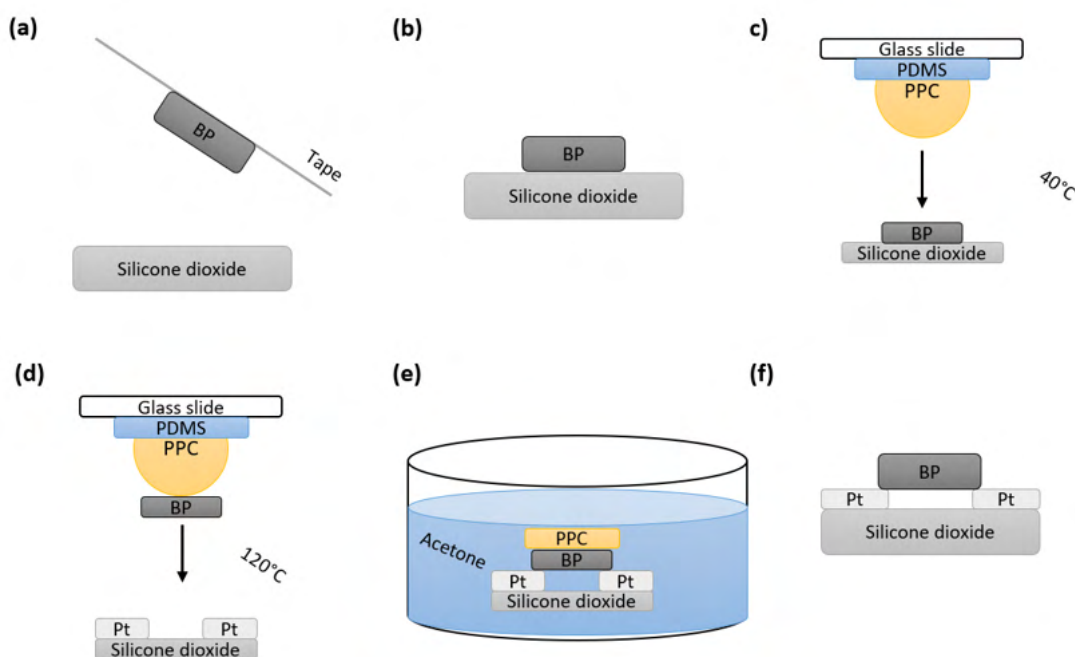 (a)
BP
Tape
Silicone dioxide
(b)
BP
Silicone dioxide
c)
Glass slide
PDMS
PPC
40°C
BP
Silicone dioxide
(d)
Glass slide
PDMS
PPC
BP
120°C
Pt Pt
Silicone dioxide
(e)
Acetone
PPC
BP
Pt Pt
Silicone dioxide
(f)
BP
Pt Pt
Silicone dioxide